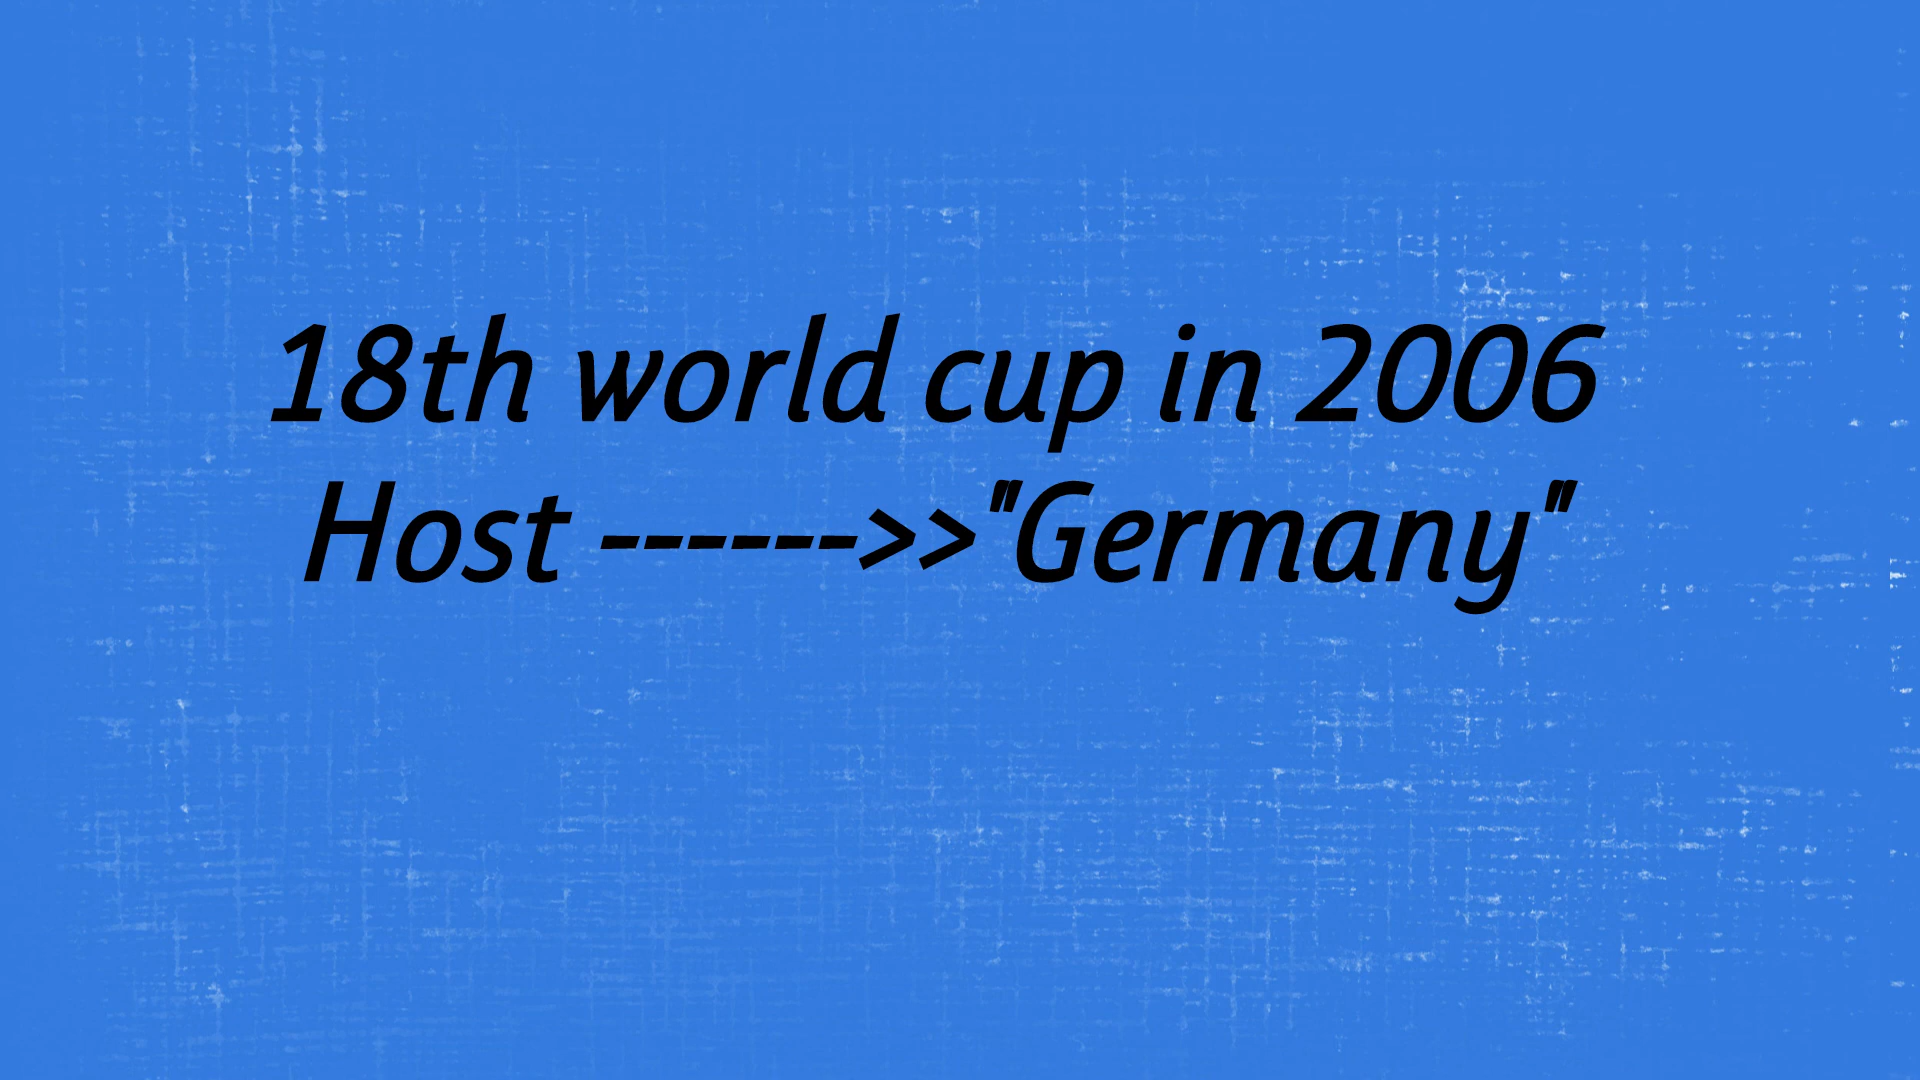 18th world cup in 2006
Host ------>>"Germany"